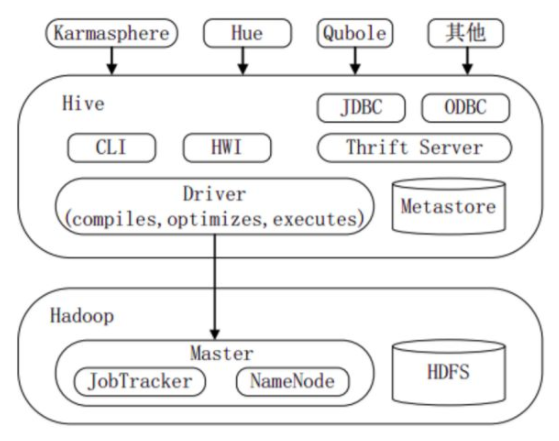 Karmasphere
Hue
Qubole
其他
Hive
JDBC
ODBC
CLI
HWI
Thrift Server
Driver
(compiles,optimizes,executes)
Metastore
Hadoop
Master
JobTracker
NameNode
HDFS